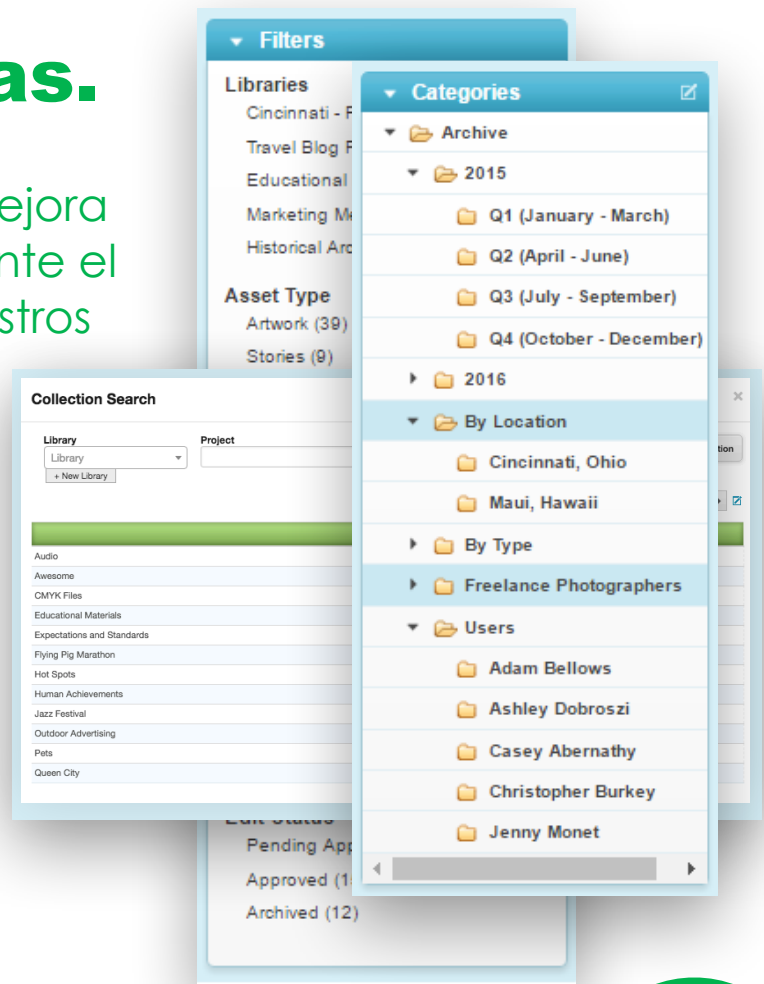 as.
ejora
nte el
stros
Filters
Libraries
Cincinnati -
Travel Blog
Educational
Marketing
Historical
Asset Type
Artwork (39)
Stories (9)
Categories
Archive
2015
Q1 (January - March)
Q2 (April - June)
Q3 (July - September)
Q4 (October - December)
2016
By Location
Cincinnati, Ohio
Maui, Hawaii
By Type
Freelance Photographers
Users
Adam Bellows
Ashley Dobroszi
Casey Abernathy
Christopher Burkey
Jenny Monet
Collection Search
Library
Project
Library
+ New Library
tion
Audio
Awesome
CMYK Files
Educational Materials
Expectations and Standards
Flying Pig Marathon
Hot Spots
Human Achievements
Jazz Festival
Outdoor Advertising
Pets
Queen City
Edit Status
Pending App
Approved (1
Archived (12)